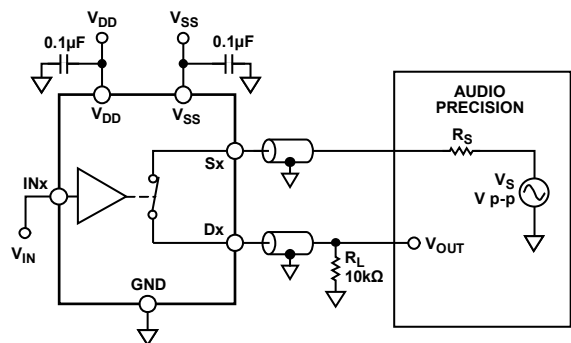 VDD
VSS
0.1µF
0.1µF
VDD
VSS
AUDIO
PRECISION
RS
Sx
INx
VS
V p-p
Dx
VOUT
VIN
RL
10kΩ
GND